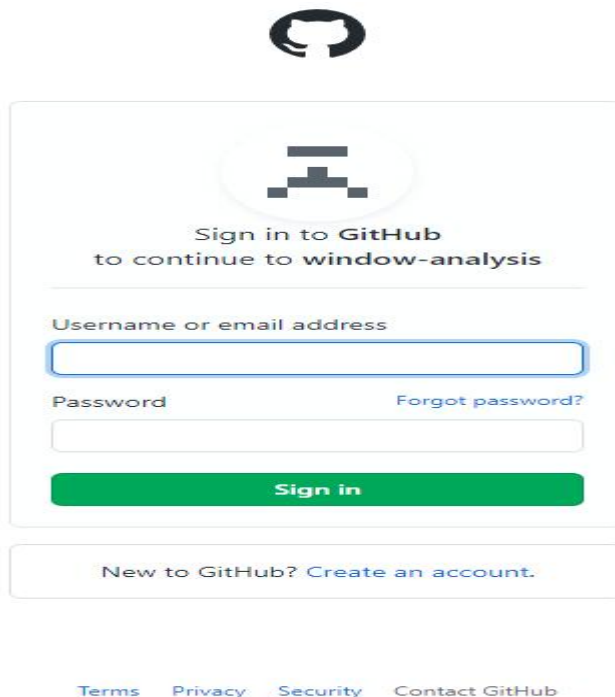 Sign in to GitHub
to continue to window-analysis
Username or email address
Password Forgot password?
Sign in
New to GitHub? Create an account.
Terms Privacy Security Contact GitHub